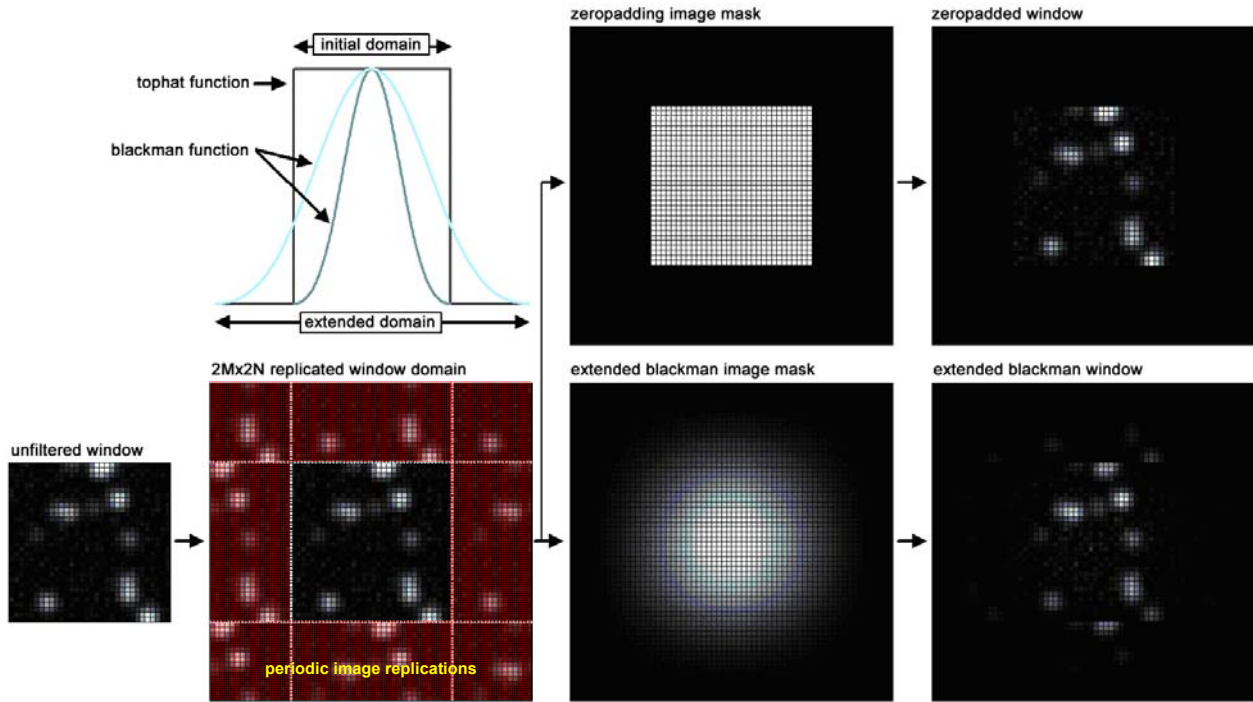 zeropadding image mask
zeropadded window
initial domain
tophat function
blackman function
extended domain
2Mx2N replicated window domain
extended blackman image mask
extended blackman window
unfiltered window
periodic image replications